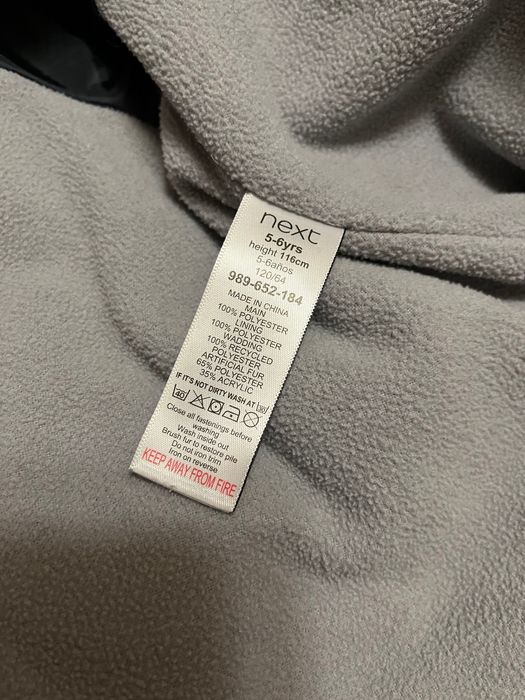 next
5-6yrs
height 116cm
5-6años
120/64
989-652-184
MADE IN CHINA
MAIN
100% POLYESTER
LINING
100% POLYESTER
WADDING
100% RECYCLED
POLYESTER
ARTIFICIAL FUR
65% POLYESTER
35% ACRYLIC
IF IT'S NOT DIRTY WASH AT 30
40
Close all fastenings before
washing
Wash inside out
Brush fur to restore pile
Do not iron trim
Iron on reverse
KEEP AWAY FROM FIRE